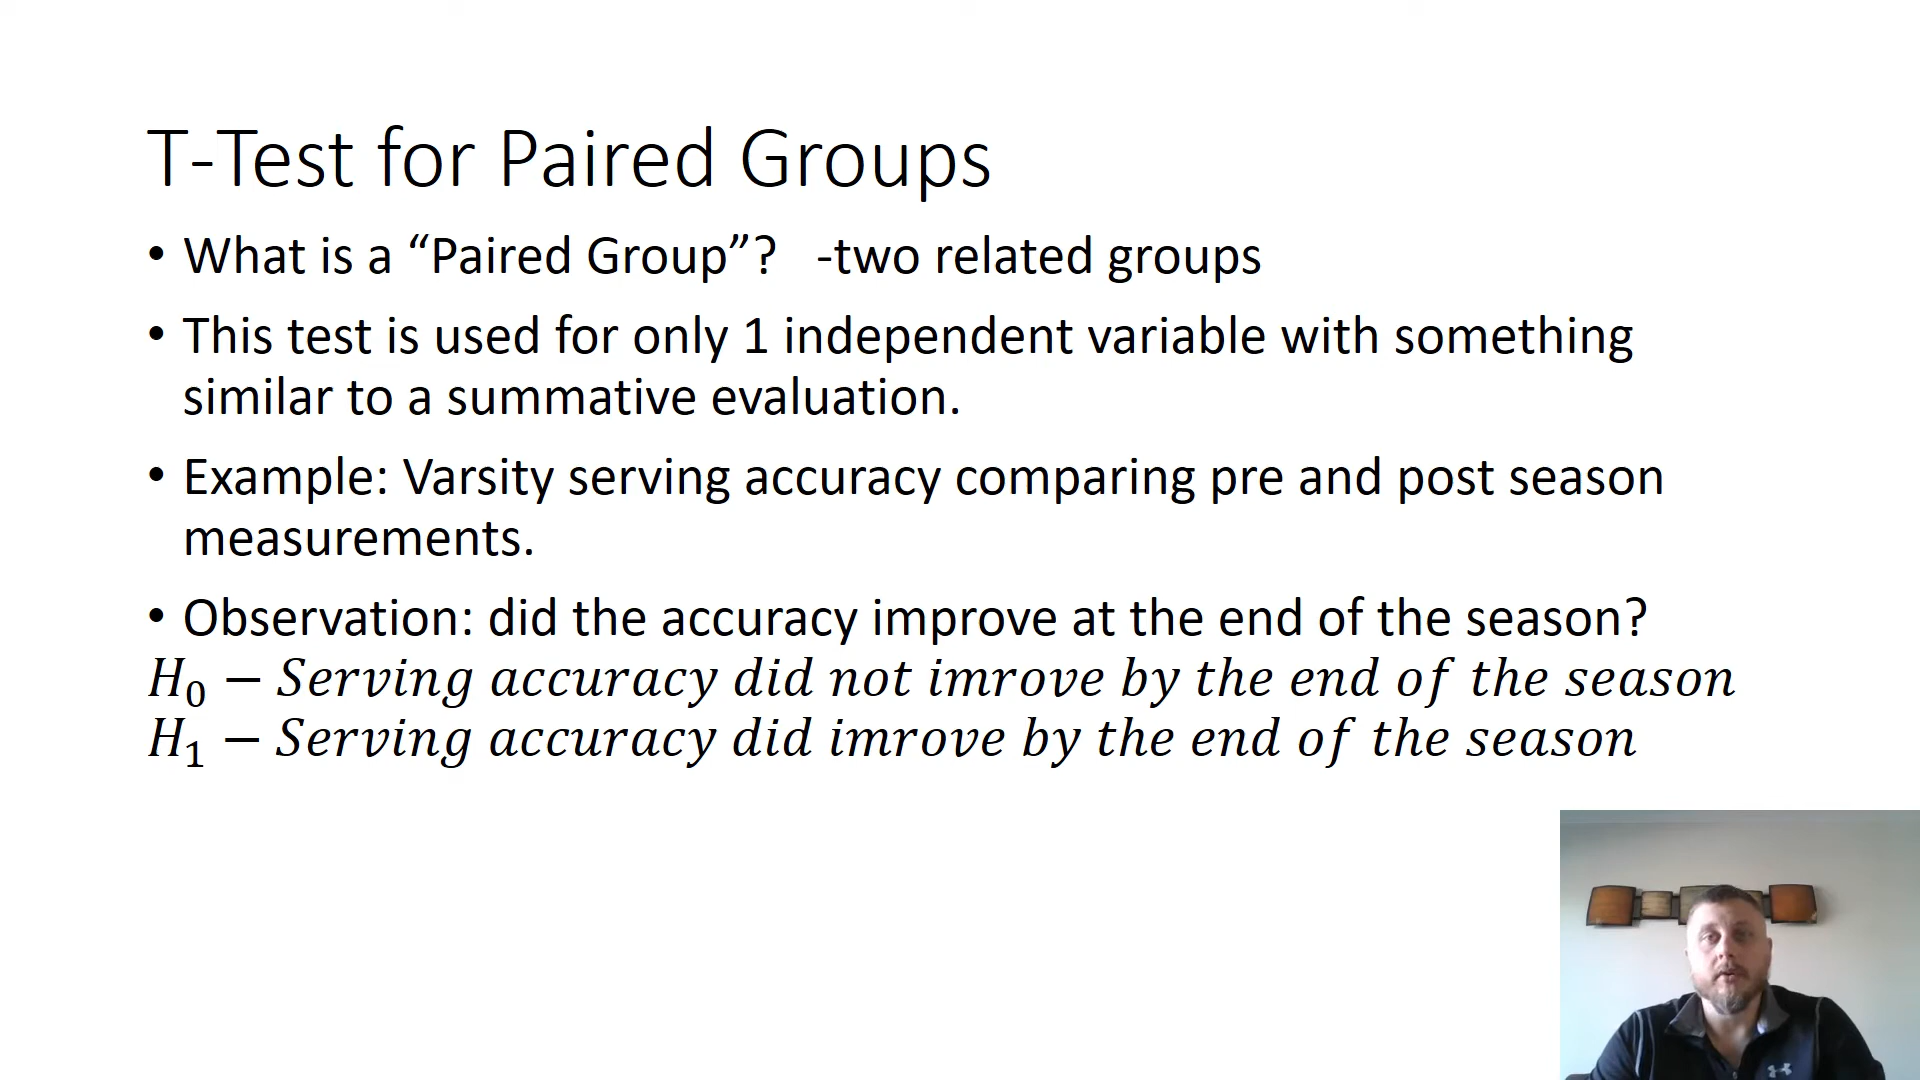 T-Test for Paired Groups
• What is a “Paired Group”? -two related groups
• This test is used for only 1 independent variable with something
similar to a summative evaluation.
• Example: Varsity serving accuracy comparing pre and post season
measurements.
• Observation: did the accuracy improve at the end of the season?
H₀ − Serving accuracy did not imrove by the end of the season
H₁ − Serving accuracy did imrove by the end of the season